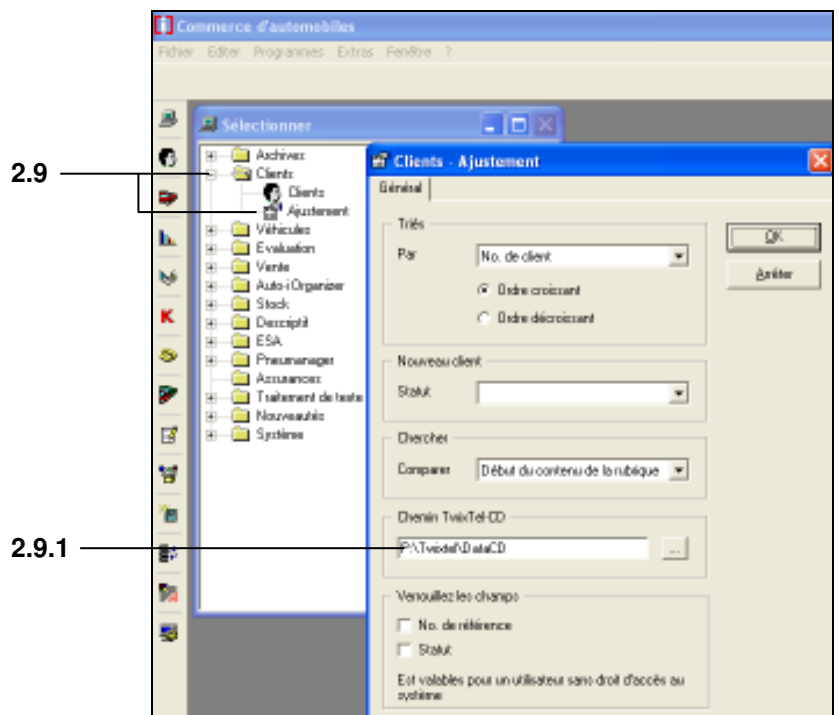 Commerce d'automobiles
Fichier Editer Programmes Extras Fenêtre ?
Sélectionner
Archives
Clients
Clients
Ajustement
Véhicules
Evaluation
Vente
Auto-i Organizer
Stock
Descriptif
ESA
Pneumanager
Assurances
Traitement de texte
Nouveautés
Système
2.9
2.9.1
Clients - Ajustement
Général
Triés
Par No. de client
Ordre croissant
Ordre décroissant
OK
Arrêter
Nouveau client
Statut
Chercher
Comparer Début du contenu de la rubrique
Chemin TwixTel-CD
P:\Twixtel\DataCD ...
Verrouillez les champs
No. de référence
Statut
Est valables pour un utilisateur sans droit d'accès au
système